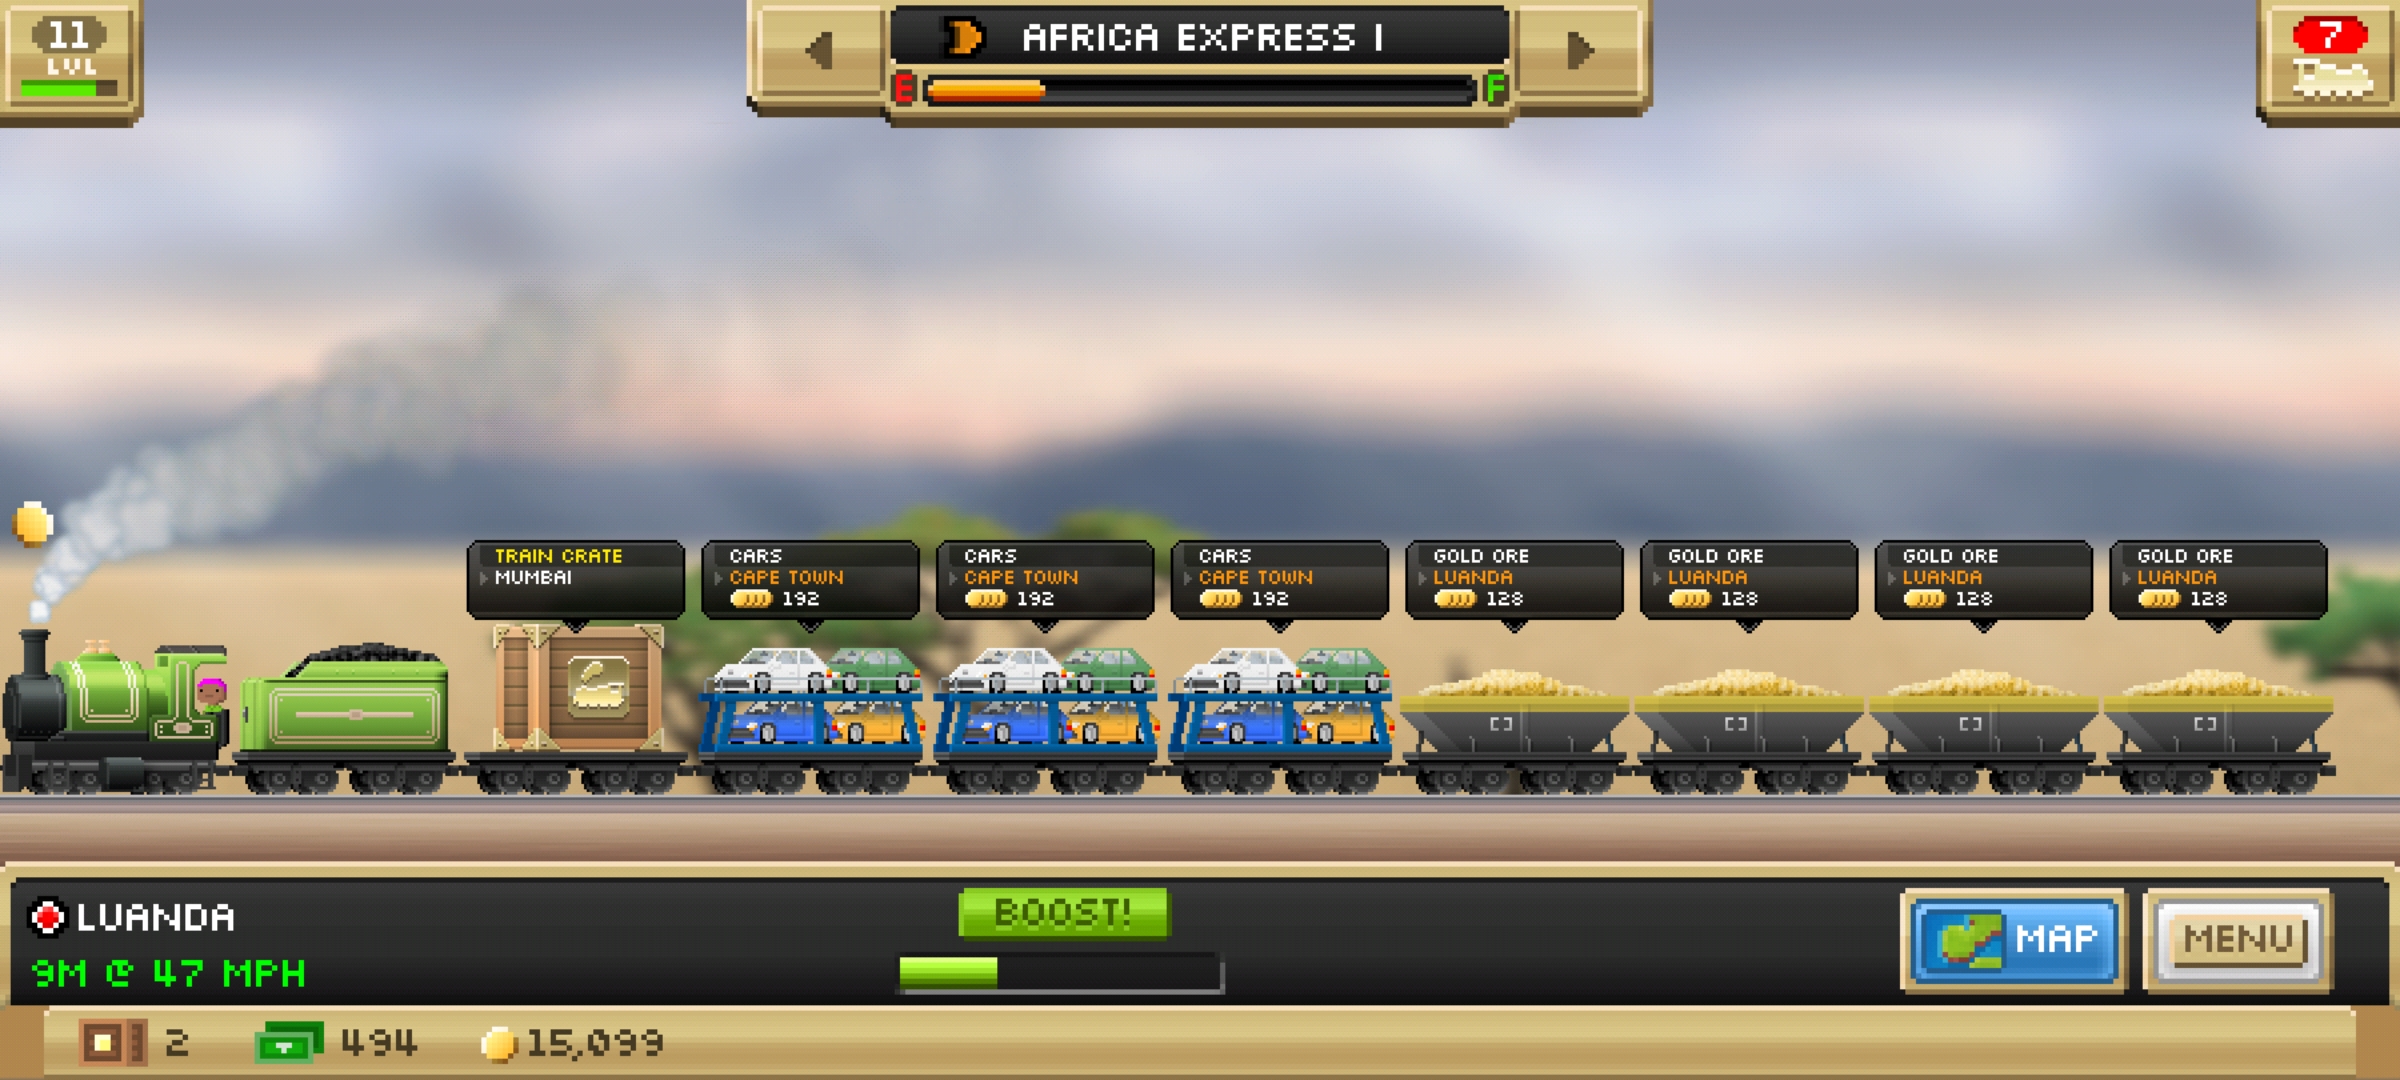 11
LVL
AFRICA EXPRESS I
E F
7
TRAIN CRATE
MUMBAI
CARS
CAPE TOWN
192
CARS
CAPE TOWN
192
CARS
CAPE TOWN
192
GOLD ORE
LUANDA
128
GOLD ORE
LUANDA
128
GOLD ORE
LUANDA
128
GOLD ORE
LUANDA
128
LUANDA
9M @ 47 MPH
BOOST!
MAP
MENU
2
494
15,099